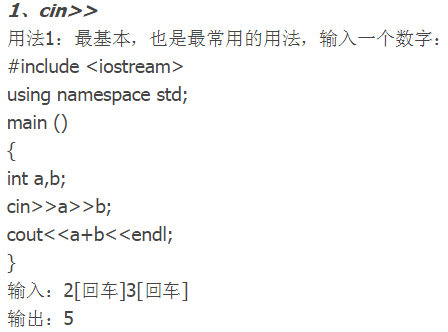 1、cin>>
用法1：最基本，也是最常用的用法，输入一个数字：
#include <iostream>
using namespace std;
main ()
{
int a,b;
cin>>a>>b;
cout<<a+b<<endl;
}
输入：2[回车]3[回车]
输出：5